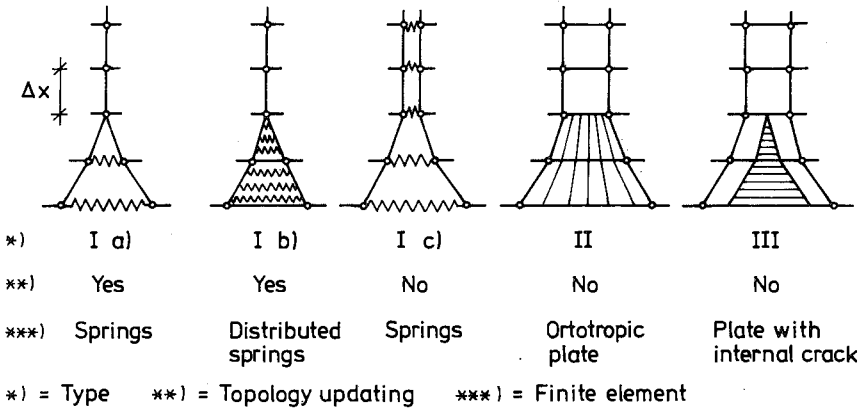 Δx
*) I a) I b) I c) II III
**) Yes Yes No No No
***) Springs Distributed springs Springs Ortotropic plate Plate with internal crack
*) = Type **) = Topology updating ***) = Finite element